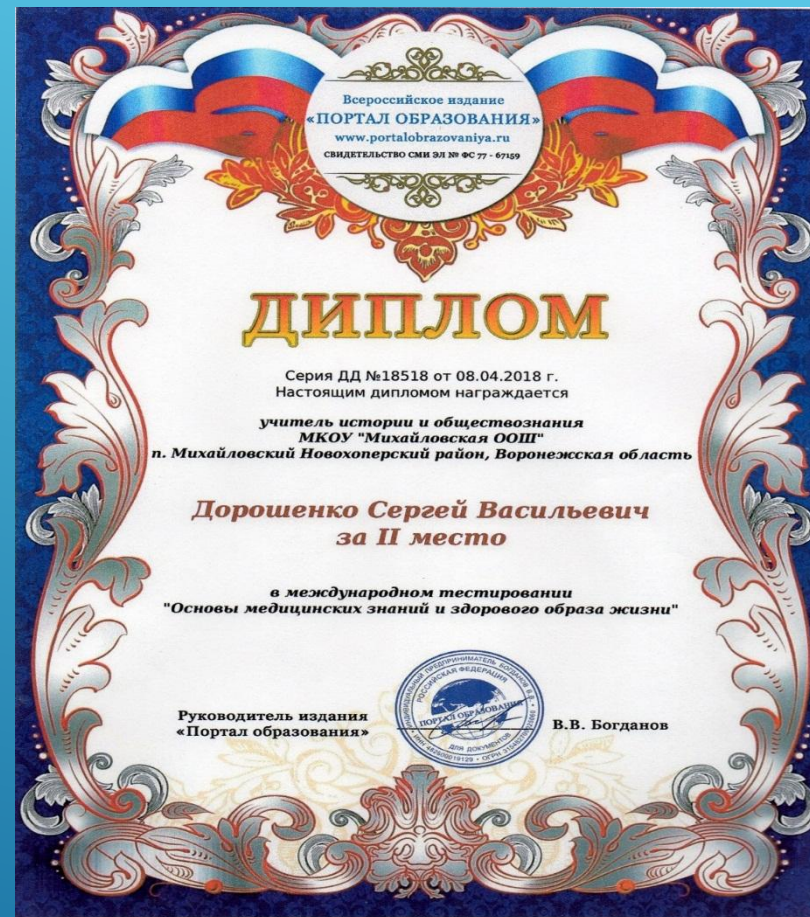 Всероссийское издание
«ПОРТАЛ ОБРАЗОВАНИЯ»
www.portalobrazovaniya.ru
СВИДЕТЕЛЬСТВО СМИ ЭЛ № ФС 77 - 67159
ДИПЛОМ
Серия ДД №18518 от 08.04.2018 г.
Настоящим дипломом награждается
учитель истории и обществознания
МКОУ "Михайловская ООШ"
п. Михайловский Новохоперский район, Воронежская область
Дорошенко Сергей Васильевич
за II место
в международном тестировании
"Основы медицинских знаний и здорового образа жизни"
Руководитель издания
«Портал образования»
ИНДИВИДУАЛЬНЫЙ ПРЕДПРИНИМАТЕЛЬ БОГДАНОВ В.В.
РОССИЙСКАЯ ФЕДЕРАЦИЯ
ПОРТАЛ ОБРАЗОВАНИЯ
ДЛЯ ДОКУМЕНТОВ
В.В. Богданов